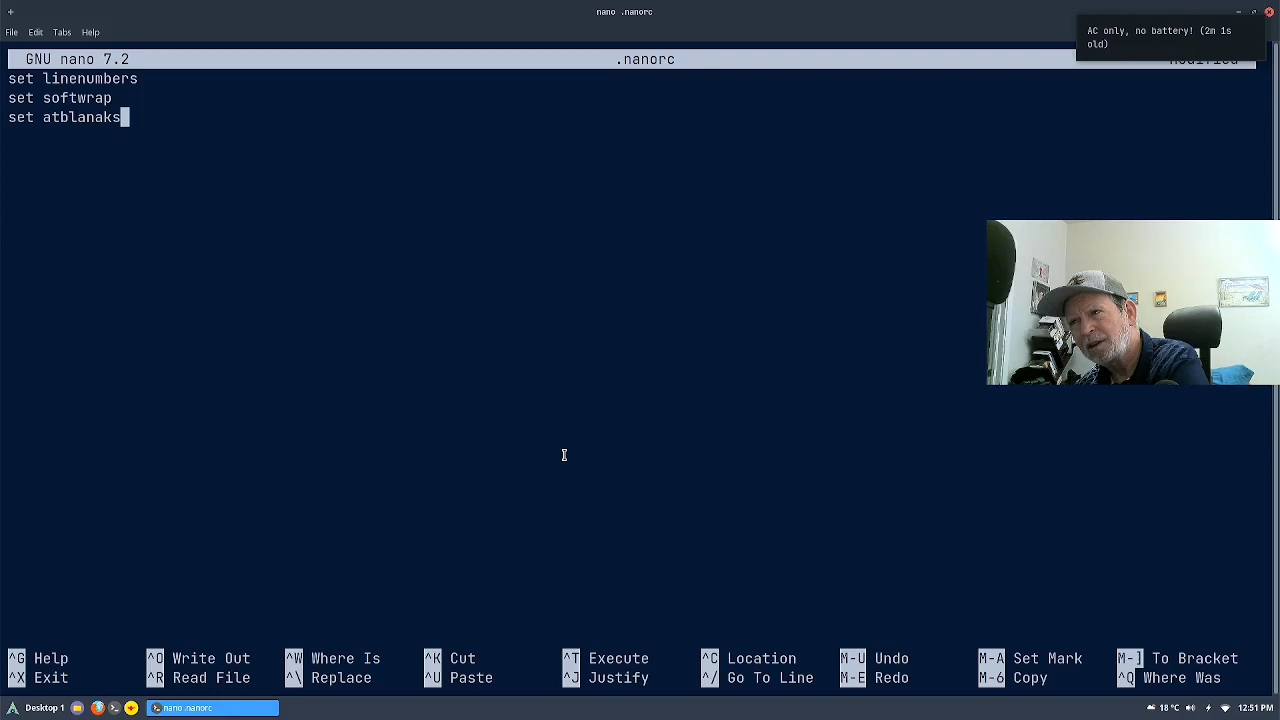 nano .nanorc
File Edit Tabs Help
AC only, no battery! (2m 1s
old)
GNU nano 7.2 .nanorc
set linenumbers
set softwrap
set atblanaks
^G Help ^O Write Out ^W Where Is ^K Cut ^T Execute ^C Location M-U Undo M-A Set Mark M-] To Bracket
^X Exit ^R Read File ^\ Replace ^U Paste ^J Justify ^/ Go To Line M-E Redo M-6 Copy ^Q Where Was
Desktop 1 nano .nanorc 18 °C 12:51 PM